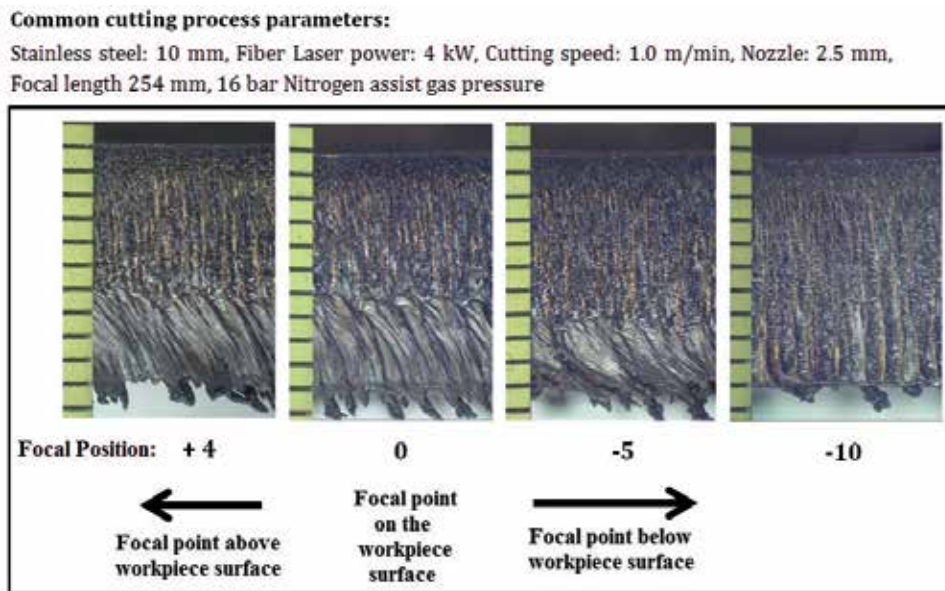 Common cutting process parameters:
Stainless steel: 10 mm, Fiber Laser power: 4 kW, Cutting speed: 1.0 m/min, Nozzle: 2.5 mm,
Focal length 254 mm, 16 bar Nitrogen assist gas pressure
Focal Position: + 4 0 -5 -10
Focal point above
workpiece surface
Focal point
on the
workpiece
surface
Focal point below
workpiece surface